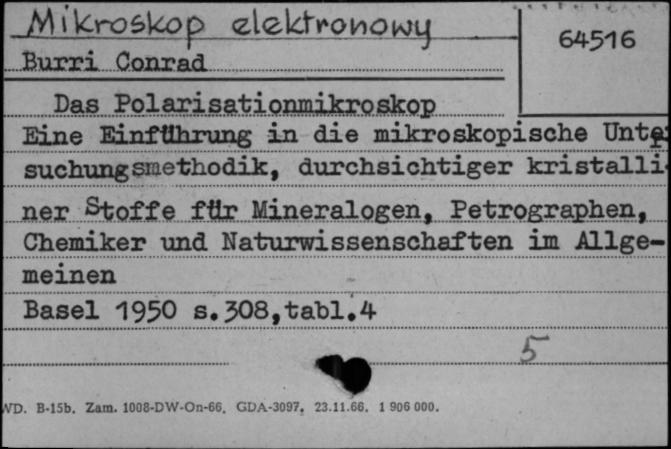 Mikroskop elektronowy
64516
Burri Conrad
Das Polarisationmikroskop
Eine Einführung in die mikroskopische Unter
suchungsmethodik, durchsichtiger kristalli-
ner Stoffe für Mineralogen, Petrographen,
Chemiker und Naturwissenschaften im Allge-
meinen
Basel 1950 s.308,tabl.4
5
WD. B-15b. Zam. 1008-DW-On-66. GDA-3097. 23.11.66. 1 906 000.